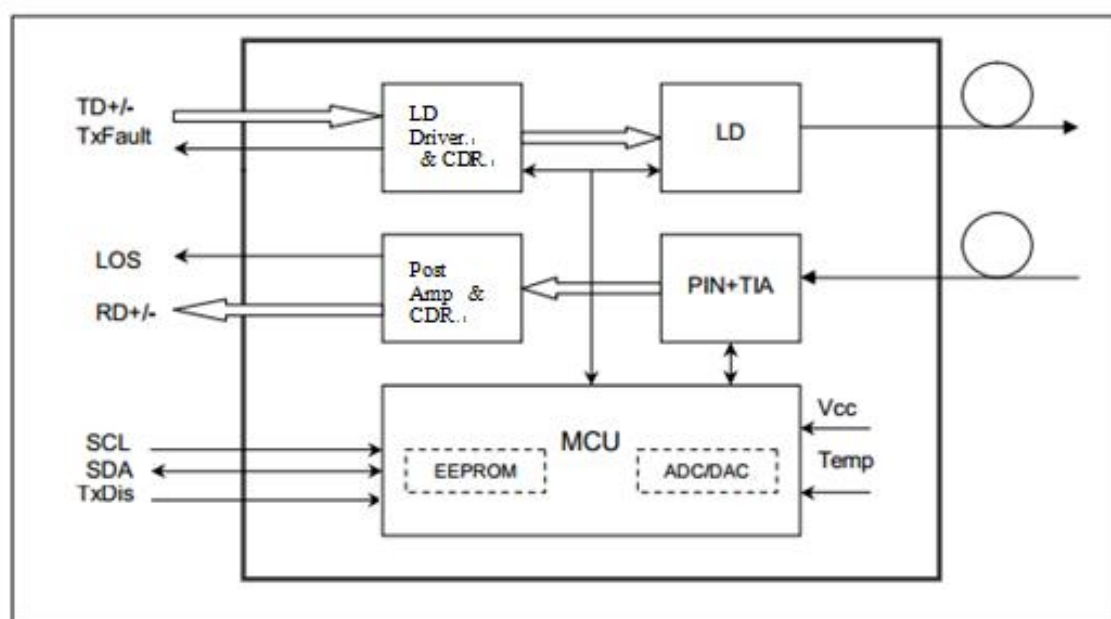 TD+/-
TxFault
LD
Driver
& CDR
LD
LOS
RD+/-
Post
Amp &
CDR
PIN+TIA
SCL
SDA
TxDis
MCU
EEPROM
ADC/DAC
Vcc
Temp